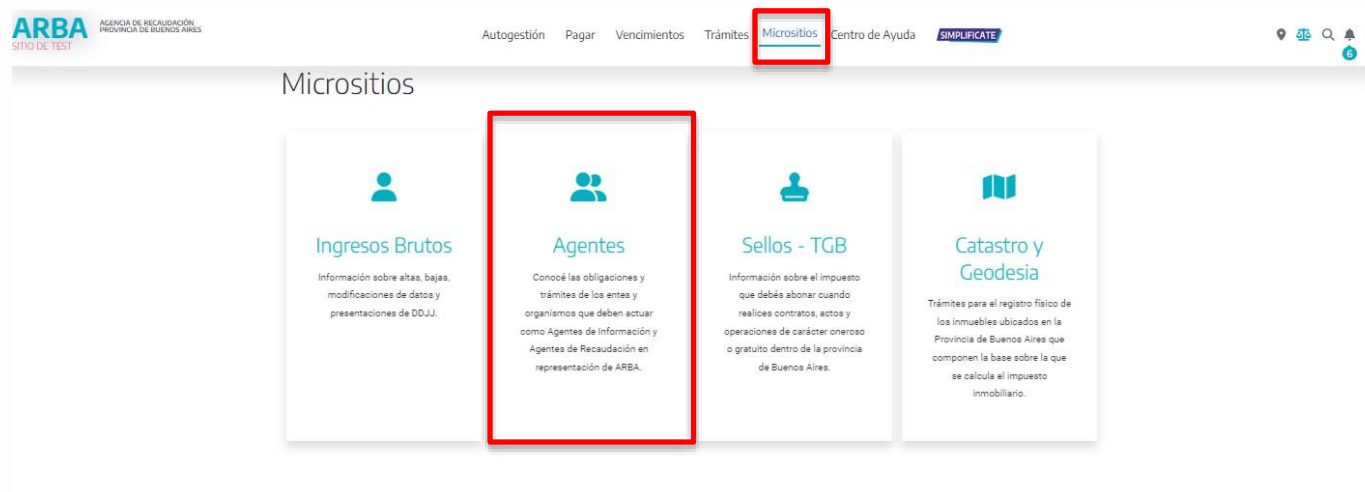 ARBA
AGENCIA DE RECAUDACIÓN
PROVINCIA DE BUENOS AIRES
SITIO DE TEST
Autogestión Pagar Vencimientos Trámites Micrositios Centro de Ayuda SIMPLIFICATE
6
Micrositios
Ingresos Brutos
Información sobre altas, bajas,
modificaciones de datos y
presentaciones de DDJJ.
Agentes
Conocé las obligaciones y
trámites de los entes y
organismos que deben actuar
como Agentes de Información y
Agentes de Recaudación en
representación de ARBA.
Sellos - TGB
Información sobre el impuesto
que debés abonar cuando
realices contratos, actos y
operaciones de carácter oneroso
o gratuito dentro de la provincia
de Buenos Aires.
Catastro y
Geodesia
Trámites para el registro físico de
los inmuebles ubicados en la
Provincia de Buenos Aires que
componen la base sobre la que
se calcula el impuesto
inmobiliario.